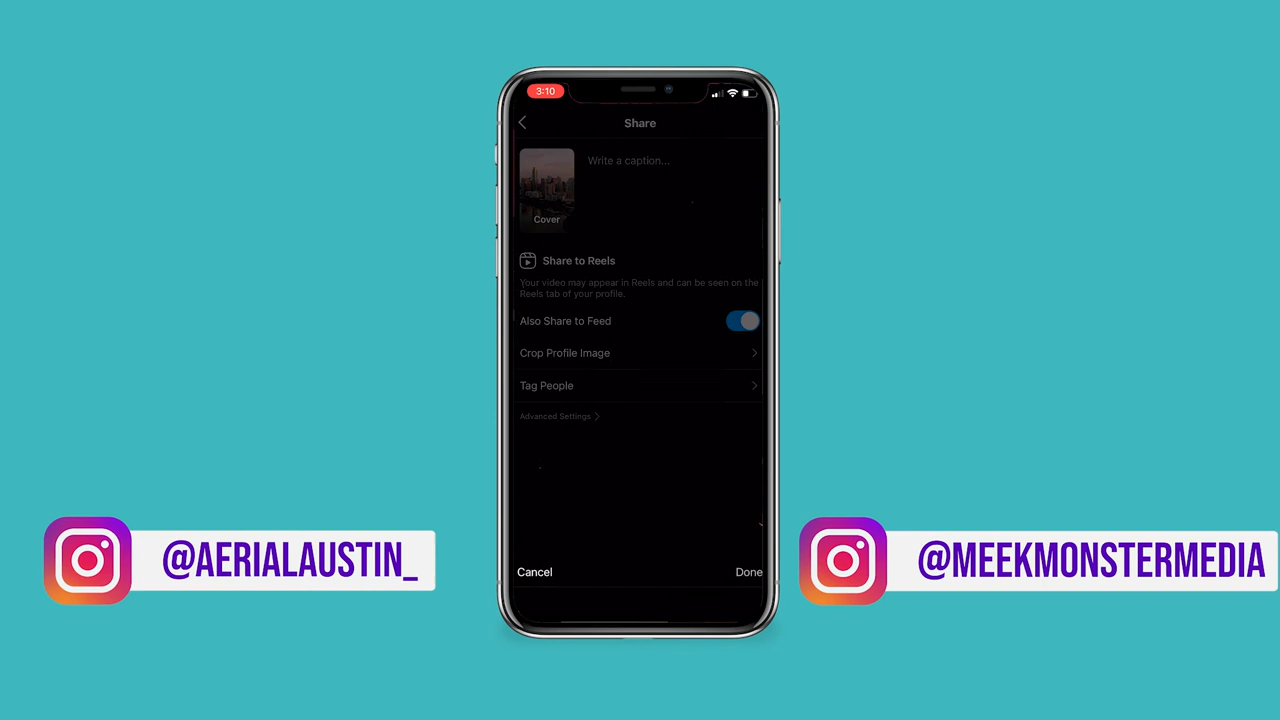 3:10
Share
Write a caption...
Cover
Share to Reels
Your video may appear in Reels and can be seen on the
Reels tab of your profile.
Also Share to Feed
Crop Profile Image
Tag People
Advanced Settings
@AERIALAUSTIN_
@MEEKMONSTERMEDIA
Cancel
Done